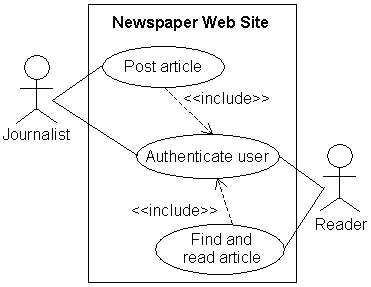 Newspaper Web Site
Post article
<<include>>
Journalist
Authenticate user
<<include>>
Reader
Find and
read article